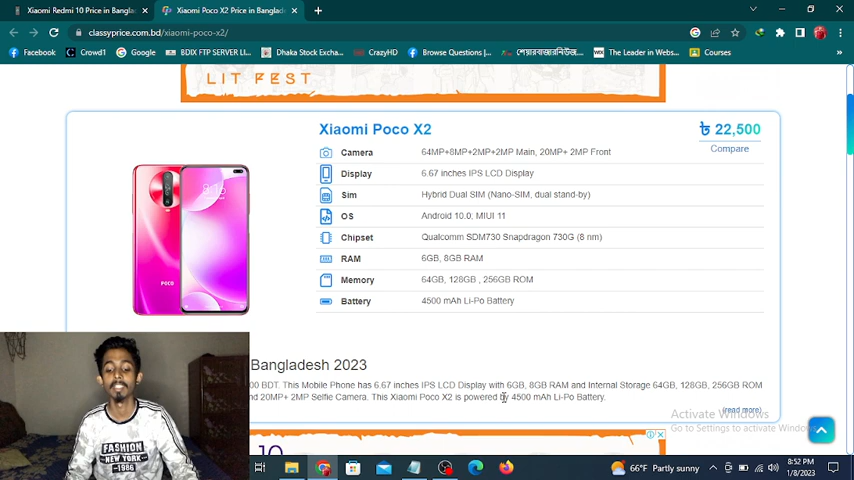 Xiaomi Redmi 10 Price in Banglad
Xiaomi Poco X2 Price in Banglade
classyprice.com.bd/xiaomi-poco-x2/
Facebook Crowd1 Google BDIX FTP SERVER LI... Dhaka Stock Excha... CrazyHD Browse Questions |... শেয়ারবাজারনিউজ... The Leader in Webs... Courses
LIT FEST
Xiaomi Poco X2
৳ 22,500
Compare
Camera 64MP+8MP+2MP+2MP Main, 20MP+ 2MP Front
Display 6.67 inches IPS LCD Display
Sim Hybrid Dual SIM (Nano-SIM, dual stand-by)
OS Android 10.0; MIUI 11
Chipset Qualcomm SDM730 Snapdragon 730G (8 nm)
RAM 6GB, 8GB RAM
Memory 64GB, 128GB , 256GB ROM
Battery 4500 mAh Li-Po Battery
9:15
POCO
Bangladesh 2023
00 BDT. This Mobile Phone has 6.67 inches IPS LCD Display with 6GB, 8GB RAM and Internal Storage 64GB, 128GB, 256GB ROM
nd 20MP+ 2MP Selfie Camera. This Xiaomi Poco X2 is powered by 4500 mAh Li-Po Battery.
(read more)
Activate Windows
Go to Settings to activate Windows.
FASHION
NEW YORK
-1986-
10
66°F Partly sunny
8:52 PM
1/8/2023